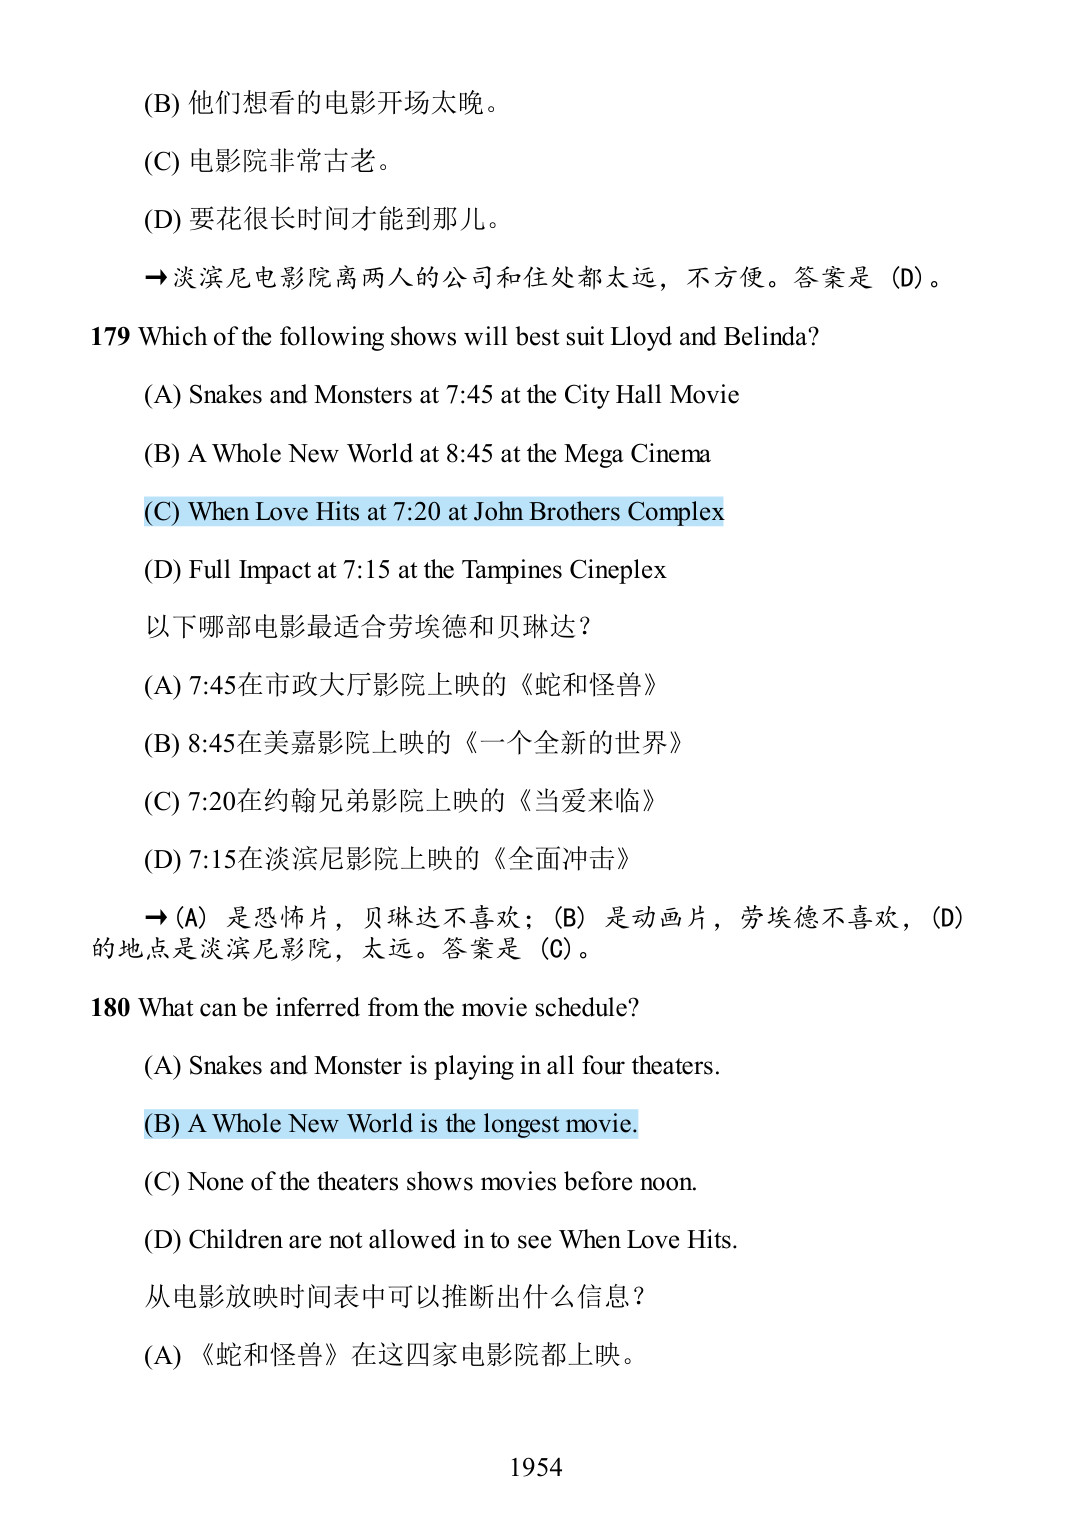 (B) 他们想看的电影开场太晚。
(C) 电影院非常古老。
(D) 要花很长时间才能到那儿。
→淡滨尼电影院离两人的公司和住处都太远，不方便。答案是 (D)。
179 Which of the following shows will best suit Lloyd and Belinda?
(A) Snakes and Monsters at 7:45 at the City Hall Movie
(B) A Whole New World at 8:45 at the Mega Cinema
(C) When Love Hits at 7:20 at John Brothers Complex
(D) Full Impact at 7:15 at the Tampines Cineplex
以下哪部电影最适合劳埃德和贝琳达？
(A) 7:45在市政大厅影院上映的《蛇和怪兽》
(B) 8:45在美嘉影院上映的《一个全新的世界》
(C) 7:20在约翰兄弟影院上映的《当爱来临》
(D) 7:15在淡滨尼影院上映的《全面冲击》
→(A) 是恐怖片，贝琳达不喜欢；(B) 是动画片，劳埃德不喜欢，(D)
的地点是淡滨尼影院，太远。答案是 (C)。
180 What can be inferred from the movie schedule?
(A) Snakes and Monster is playing in all four theaters.
(B) A Whole New World is the longest movie.
(C) None of the theaters shows movies before noon.
(D) Children are not allowed in to see When Love Hits.
从电影放映时间表中可以推断出什么信息？
(A) 《蛇和怪兽》在这四家电影院都上映。
1954